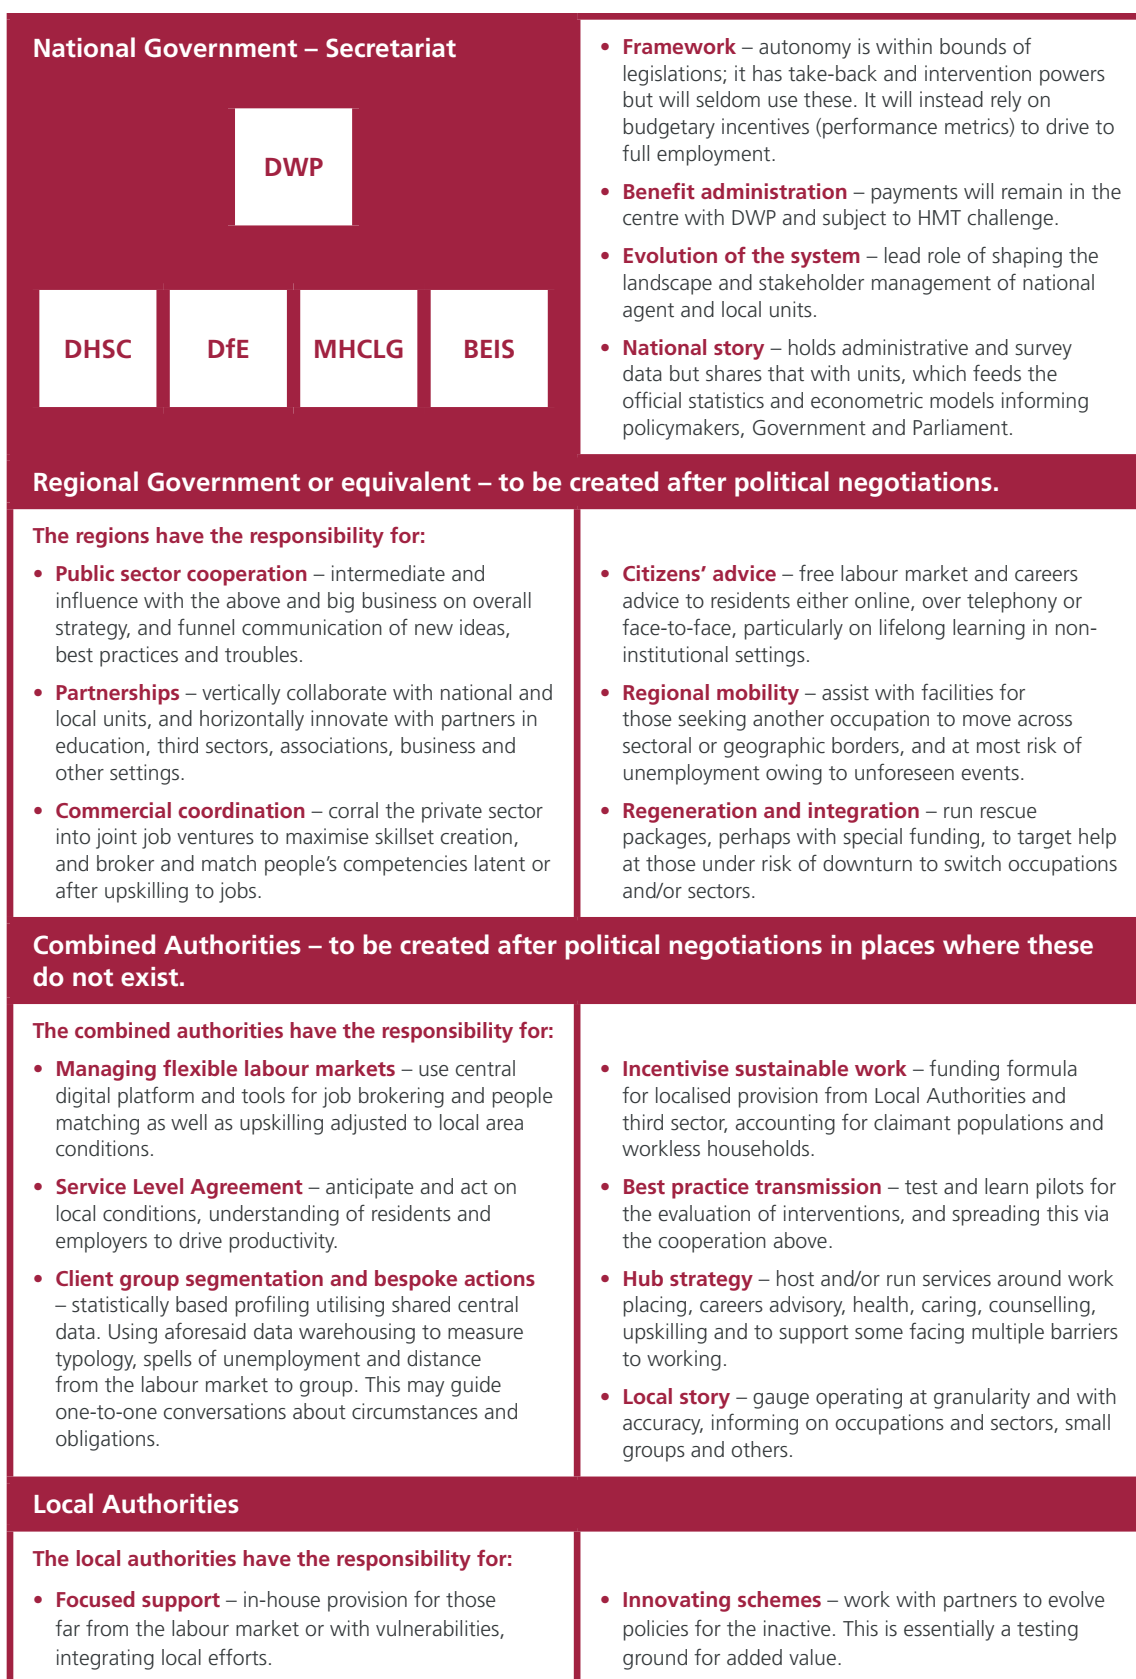 National Government – Secretariat
DWP
DHSC
DfE
MHCLG
BEIS
• Framework – autonomy is within bounds of
legislations; it has take-back and intervention powers
but will seldom use these. It will instead rely on
budgetary incentives (performance metrics) to drive to
full employment.
• Benefit administration – payments will remain in the
centre with DWP and subject to HMT challenge.
• Evolution of the system – lead role of shaping the
landscape and stakeholder management of national
agent and local units.
• National story – holds administrative and survey
data but shares that with units, which feeds the
official statistics and econometric models informing
policymakers, Government and Parliament.
Regional Government or equivalent – to be created after political negotiations.
The regions have the responsibility for:
• Public sector cooperation – intermediate and
influence with the above and big business on overall
strategy, and funnel communication of new ideas,
best practices and troubles.
• Partnerships – vertically collaborate with national and
local units, and horizontally innovate with partners in
education, third sectors, associations, business and
other settings.
• Commercial coordination – corral the private sector
into joint job ventures to maximise skillset creation,
and broker and match people’s competencies latent or
after upskilling to jobs.
• Citizens’ advice – free labour market and careers
advice to residents either online, over telephony or
face-to-face, particularly on lifelong learning in non-
institutional settings.
• Regional mobility – assist with facilities for
those seeking another occupation to move across
sectoral or geographic borders, and at most risk of
unemployment owing to unforeseen events.
• Regeneration and integration – run rescue
packages, perhaps with special funding, to target help
at those under risk of downturn to switch occupations
and/or sectors.
Combined Authorities – to be created after political negotiations in places where these
do not exist.
The combined authorities have the responsibility for:
• Managing flexible labour markets – use central
digital platform and tools for job brokering and people
matching as well as upskilling adjusted to local area
conditions.
• Service Level Agreement – anticipate and act on
local conditions, understanding of residents and
employers to drive productivity.
• Client group segmentation and bespoke actions
– statistically based profiling utilising shared central
data. Using aforesaid data warehousing to measure
typology, spells of unemployment and distance
from the labour market to group. This may guide
one-to-one conversations about circumstances and
obligations.
• Incentivise sustainable work – funding formula
for localised provision from Local Authorities and
third sector, accounting for claimant populations and
workless households.
• Best practice transmission – test and learn pilots for
the evaluation of interventions, and spreading this via
the cooperation above.
• Hub strategy – host and/or run services around work
placing, careers advisory, health, caring, counselling,
upskilling and to support some facing multiple barriers
to working.
• Local story – gauge operating at granularity and with
accuracy, informing on occupations and sectors, small
groups and others.
Local Authorities
The local authorities have the responsibility for:
• Focused support – in-house provision for those
far from the labour market or with vulnerabilities,
integrating local efforts.
• Innovating schemes – work with partners to evolve
policies for the inactive. This is essentially a testing
ground for added value.